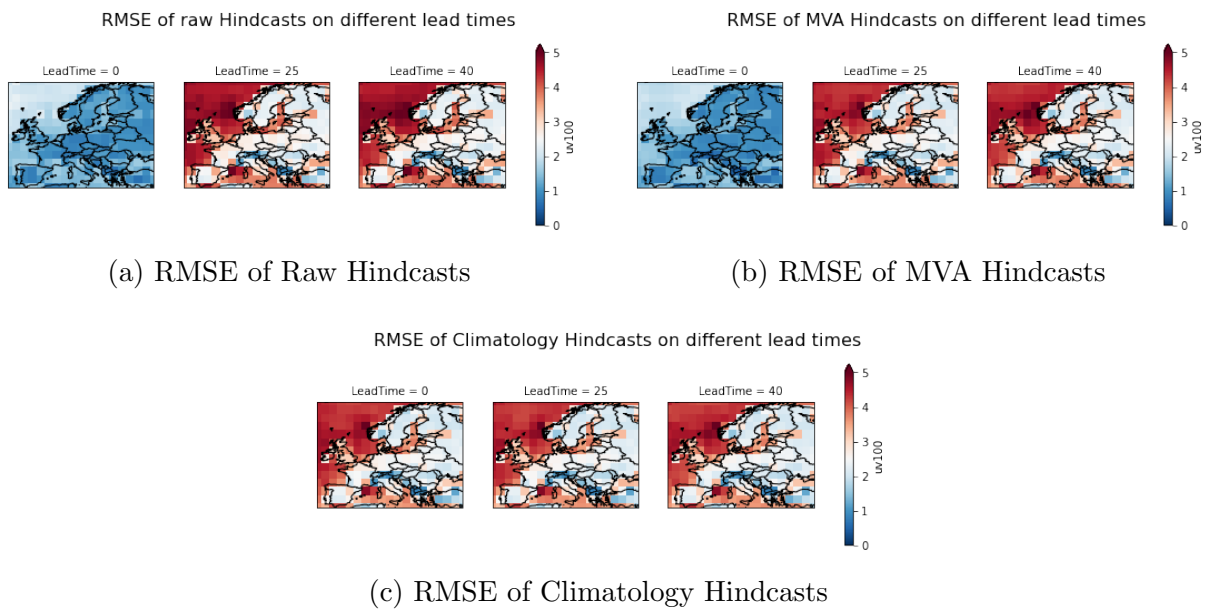 RMSE of raw Hindcasts on different lead times
LeadTime = 0
LeadTime = 25
LeadTime = 40
5
4
3
2
1
0
uv100
(a) RMSE of Raw Hindcasts
RMSE of MVA Hindcasts on different lead times
LeadTime = 0
LeadTime = 25
LeadTime = 40
5
4
3
2
1
0
uv100
(b) RMSE of MVA Hindcasts
RMSE of Climatology Hindcasts on different lead times
LeadTime = 0
LeadTime = 25
LeadTime = 40
5
4
3
2
1
0
uv100
(c) RMSE of Climatology Hindcasts